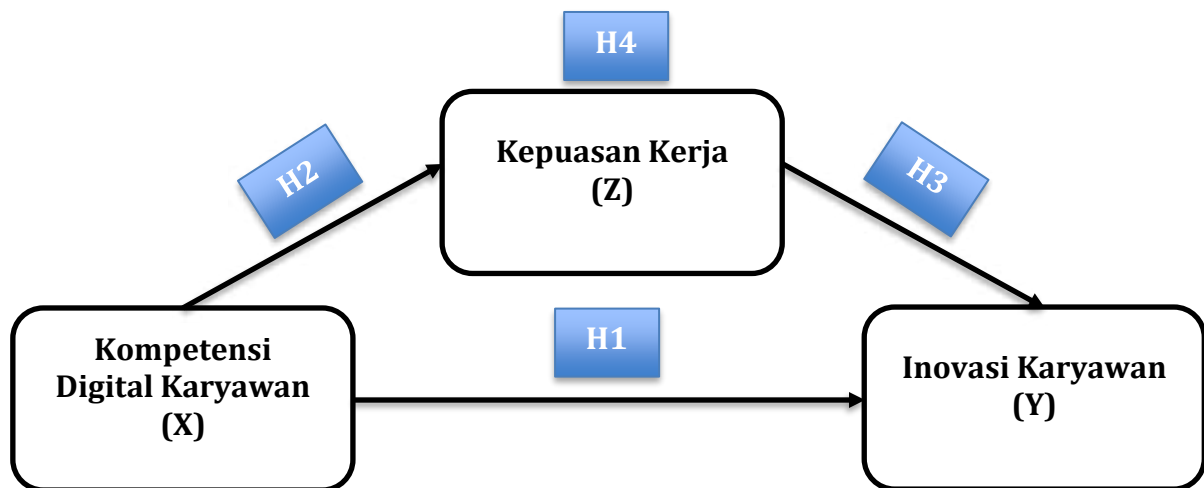 H4
Kepuasan Kerja
(Z)
H2
H3
H1
Kompetensi
Digital Karyawan
(X)
Inovasi Karyawan
(Y)